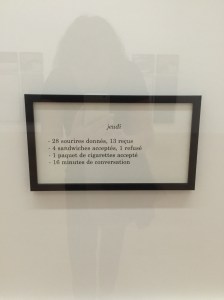 jeudi
- 28 sourires donnés, 13 reçus
- 4 sandwiches acceptés, 1 refusé
- 1 paquet de cigarettes accepté
- 16 minutes de conversation